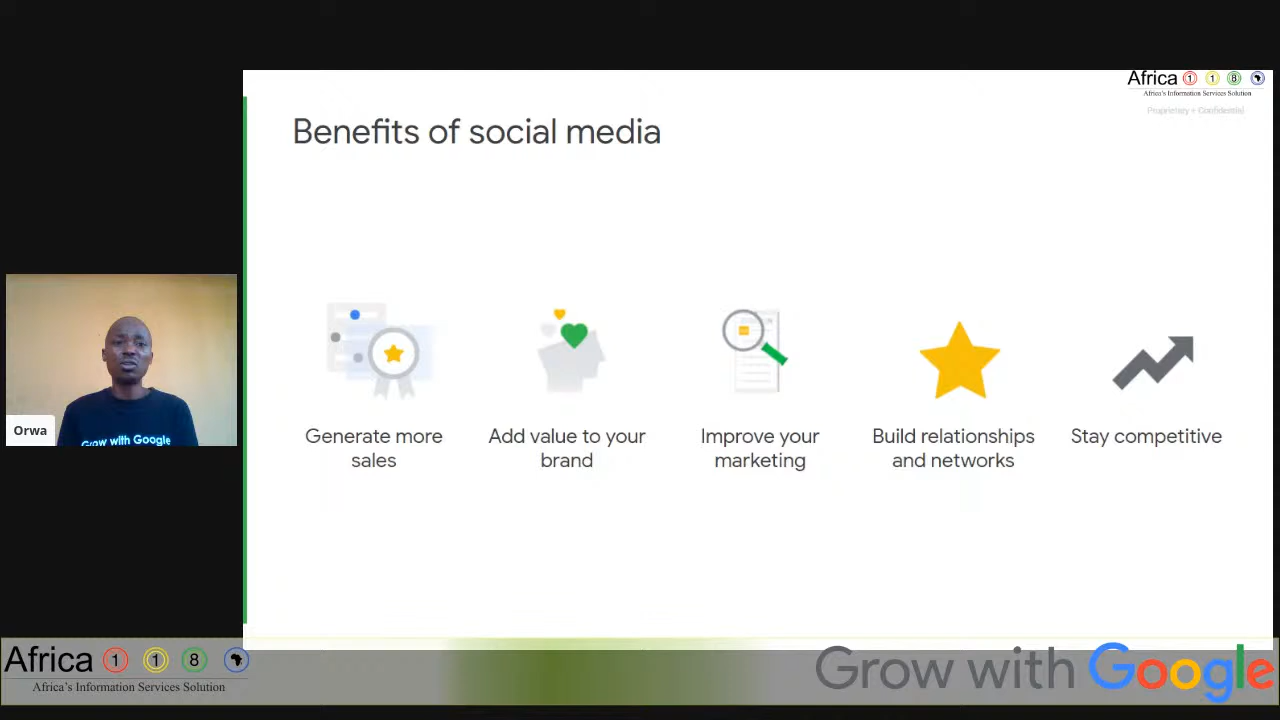 Africa 1 1 8
Africa's Information Services Solution
Proprietary + Confidential
Benefits of social media
Generate more
sales
Add value to your
brand
Improve your
marketing
Build relationships
and networks
Stay competitive
Orwa
Grow with Google
Africa 1 1 8
Africa's Information Services Solution
Grow with Google